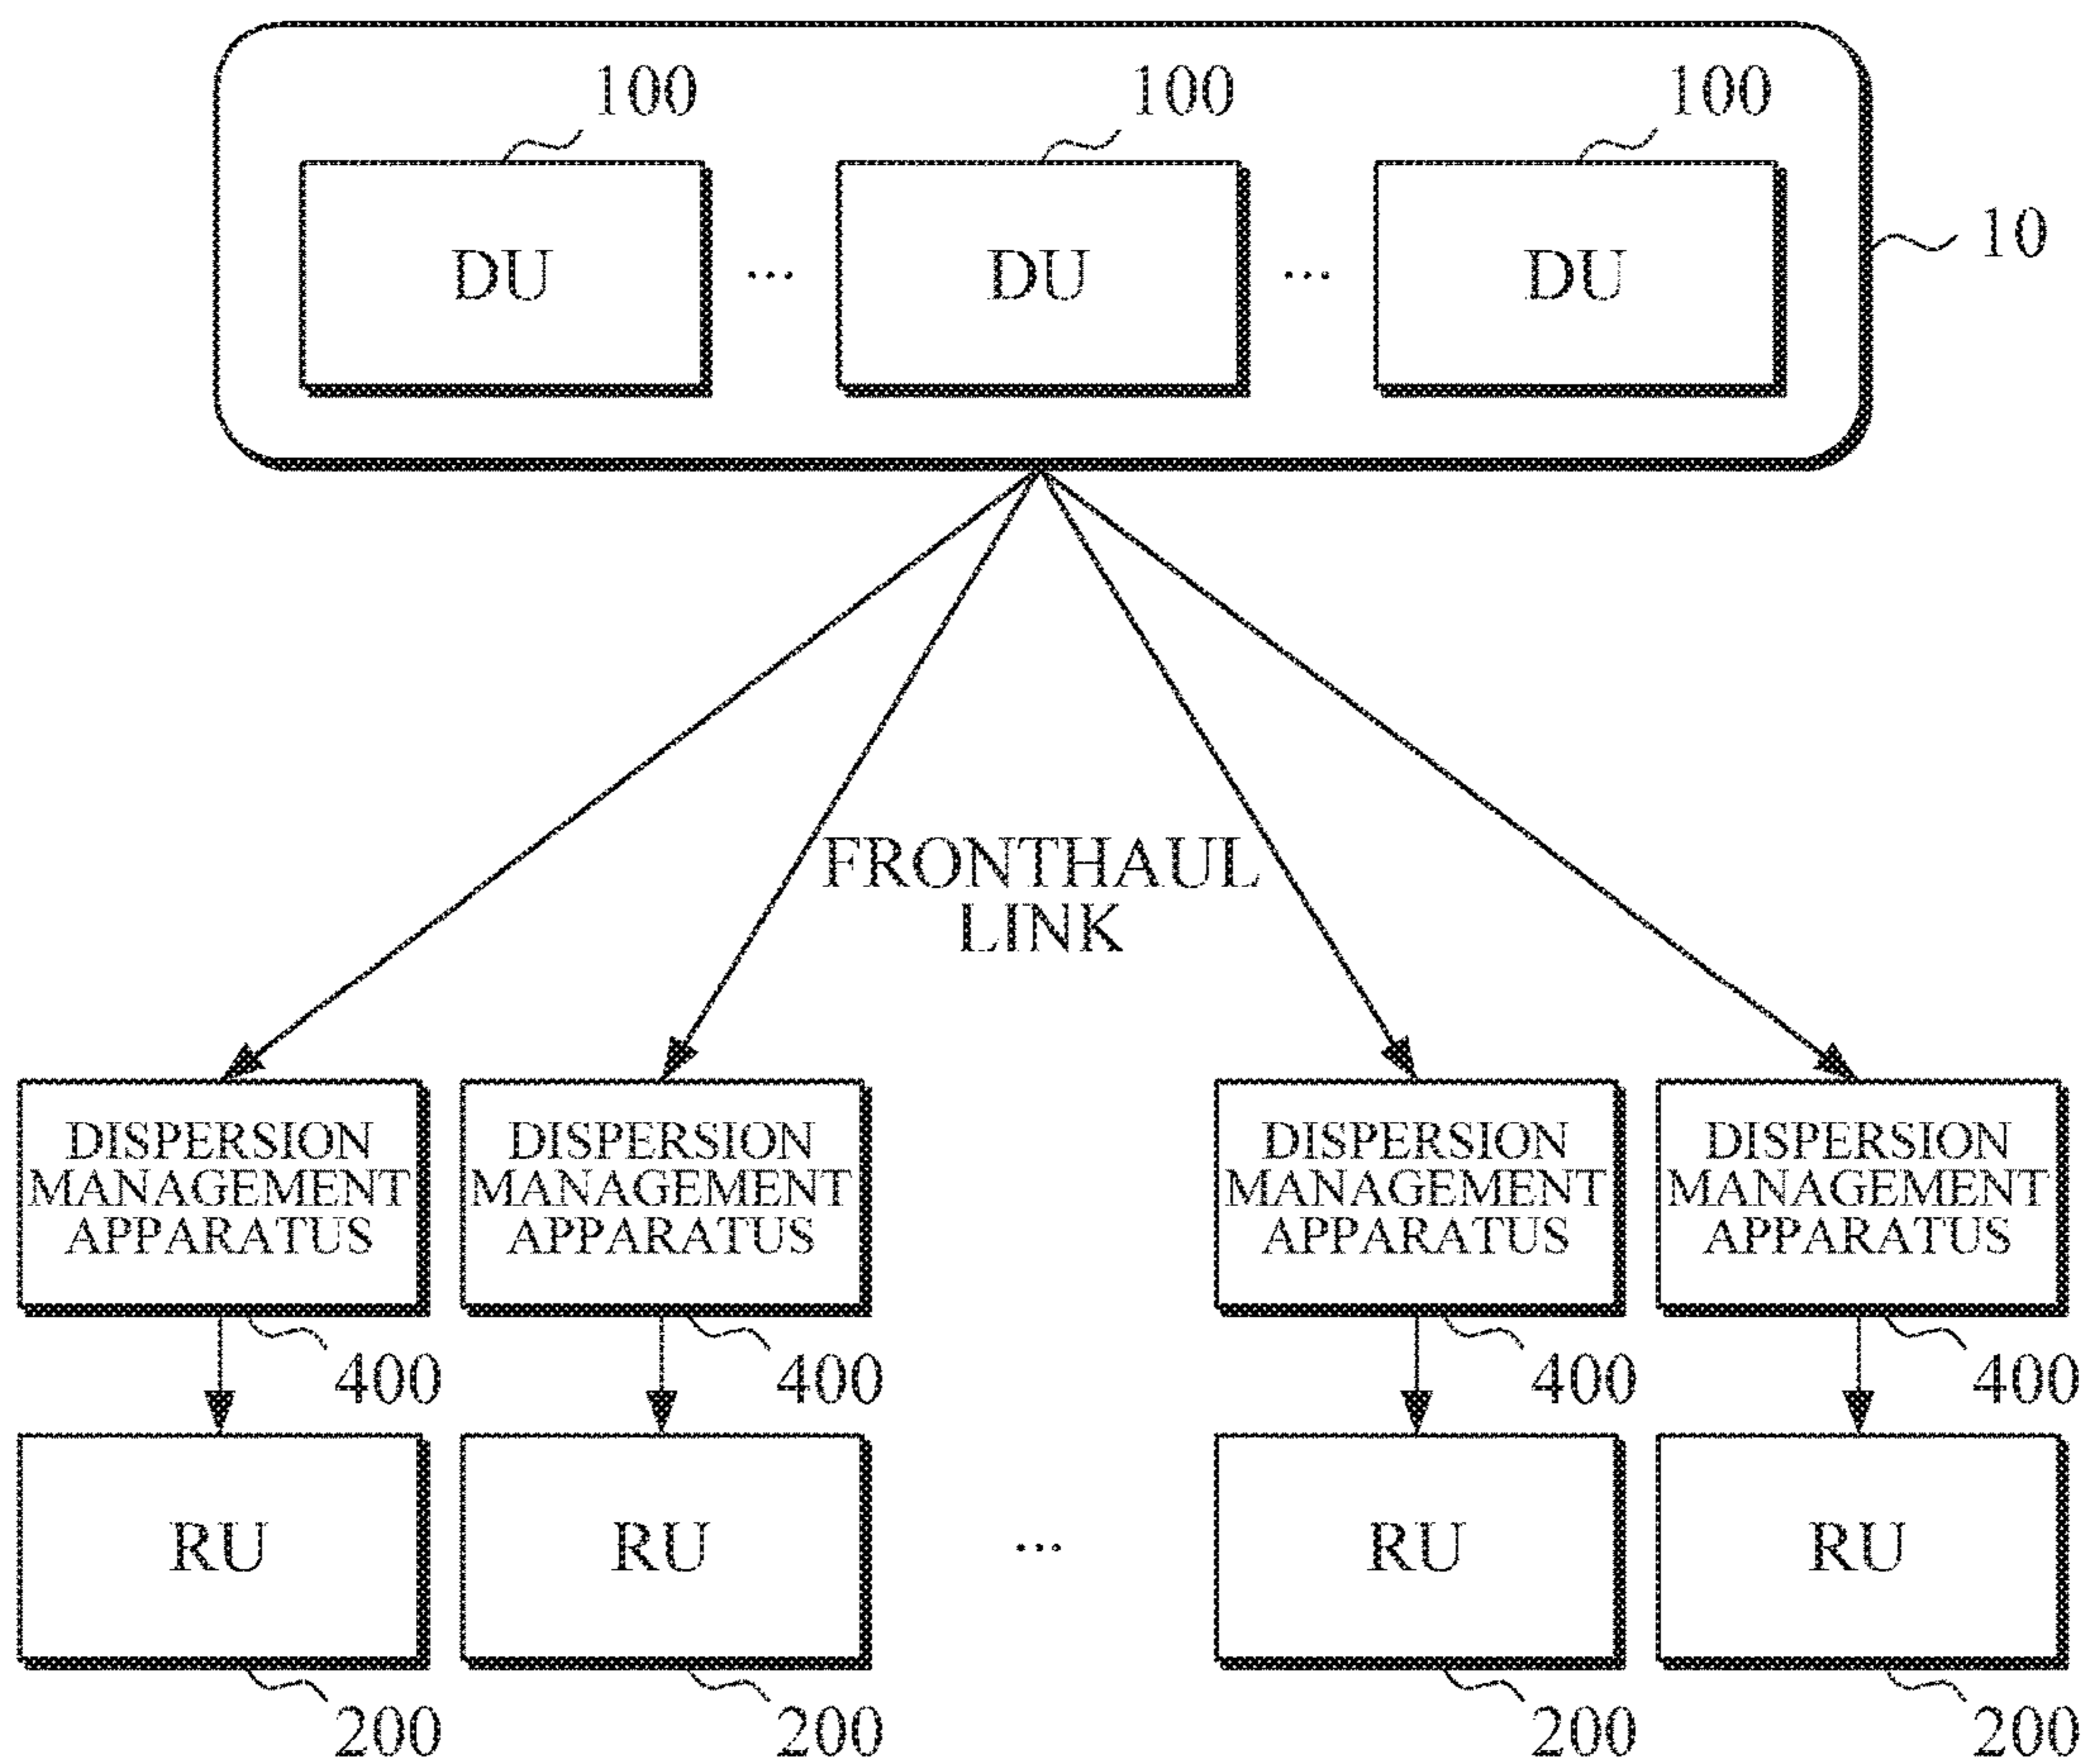 100 100 100
DU ... DU ... DU
10
FRONTHAUL
LINK
DISPERSION DISPERSION DISPERSION DISPERSION
MANAGEMENT MANAGEMENT MANAGEMENT MANAGEMENT
APPARATUS APPARATUS APPARATUS APPARATUS
400 400 400 400
RU RU ... RU RU
200 200 200 200